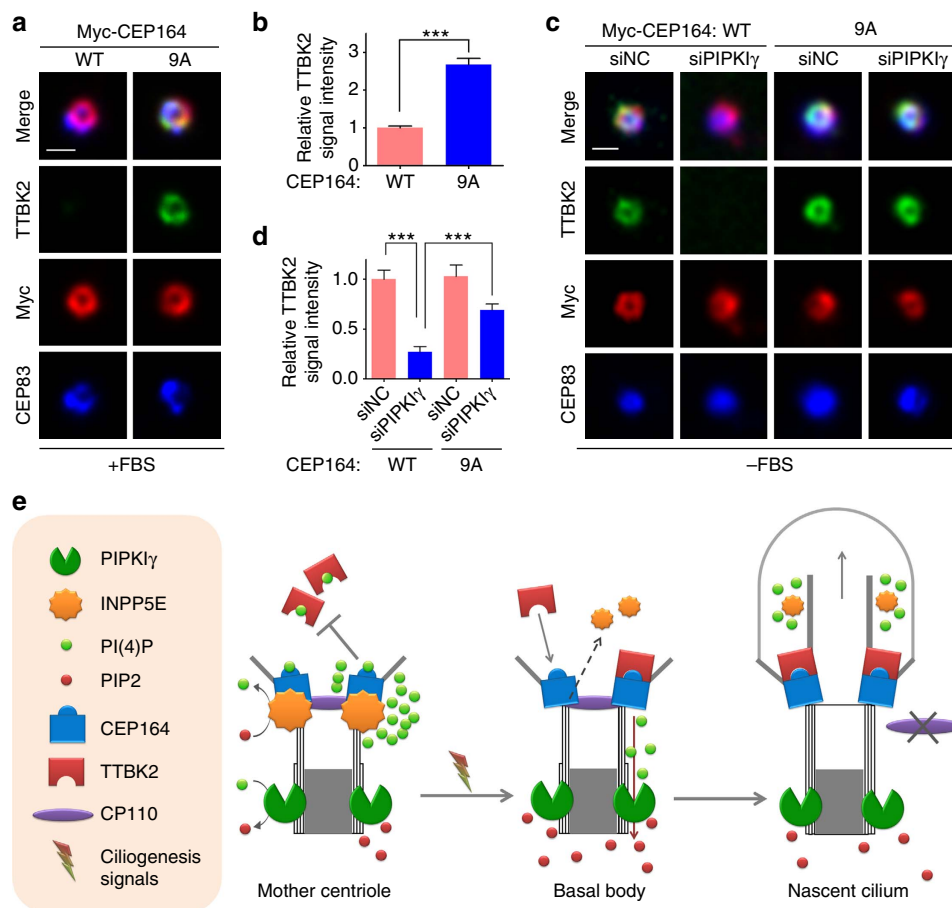 a
Myc-CEP164
WT 9A
Merge
TTBK2
Myc
CEP83
+FBS
b
Relative TTBK2
signal intensity
3
2
1
0
***
CEP164: WT 9A
c
Myc-CEP164: WT 9A
siNC siPIPKIγ siNC siPIPKIγ
Merge
TTBK2
Myc
CEP83
–FBS
d
Relative TTBK2
signal intensity
1.0
0.5
0.0
*** ***
siNC
siPIPKIγ
siNC
siPIPKIγ
CEP164: WT 9A
e
PIPKIγ
INPP5E
PI(4)P
PIP2
CEP164
TTBK2
CP110
Ciliogenesis
signals
Mother centriole
Basal body
Nascent cilium